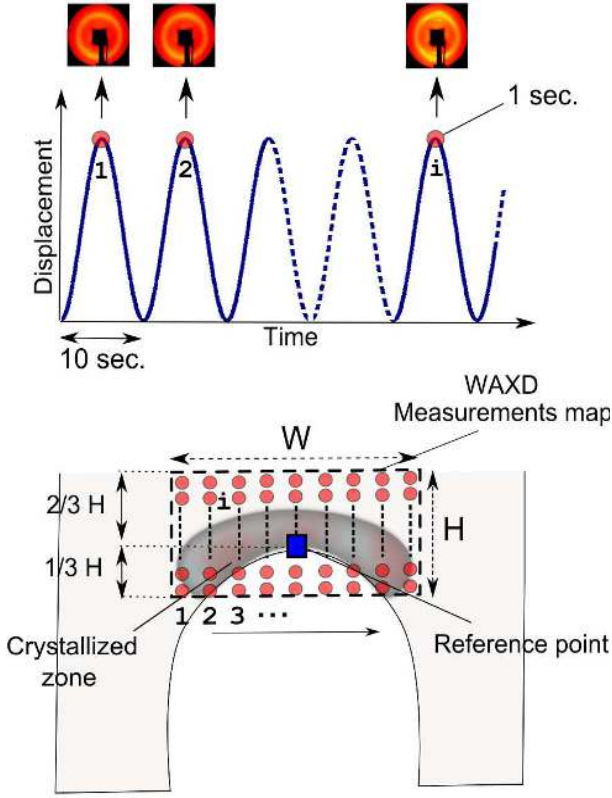 1 sec.
1
2
i
Displacement
Time
10 sec.
WAXD
Measurements map
W
2/3 H
i
H
1/3 H
1 2 3 ...
Crystallized
zone
Reference point